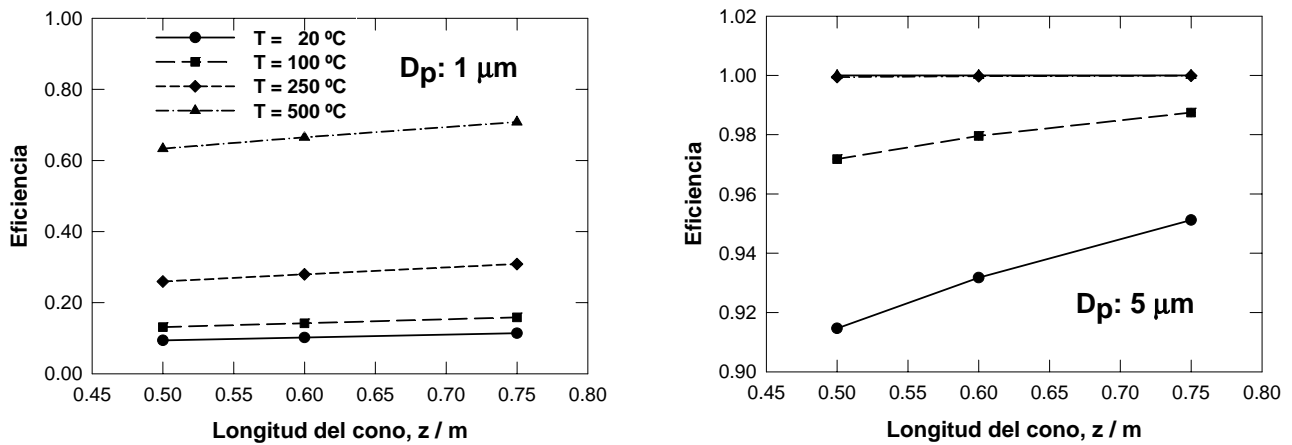 1.00
0.80
0.60
0.40
0.20
0.00
Eficiencia
T = 20 ºC
T = 100 ºC
T = 250 ºC
T = 500 ºC
Dp: 1 µm
0.45 0.50 0.55 0.60 0.65 0.70 0.75 0.80
Longitud del cono, z / m
1.02
1.00
0.98
0.96
0.94
0.92
0.90
Eficiencia
Dp: 5 µm
0.45 0.50 0.55 0.60 0.65 0.70 0.75 0.80
Longitud del cono, z / m